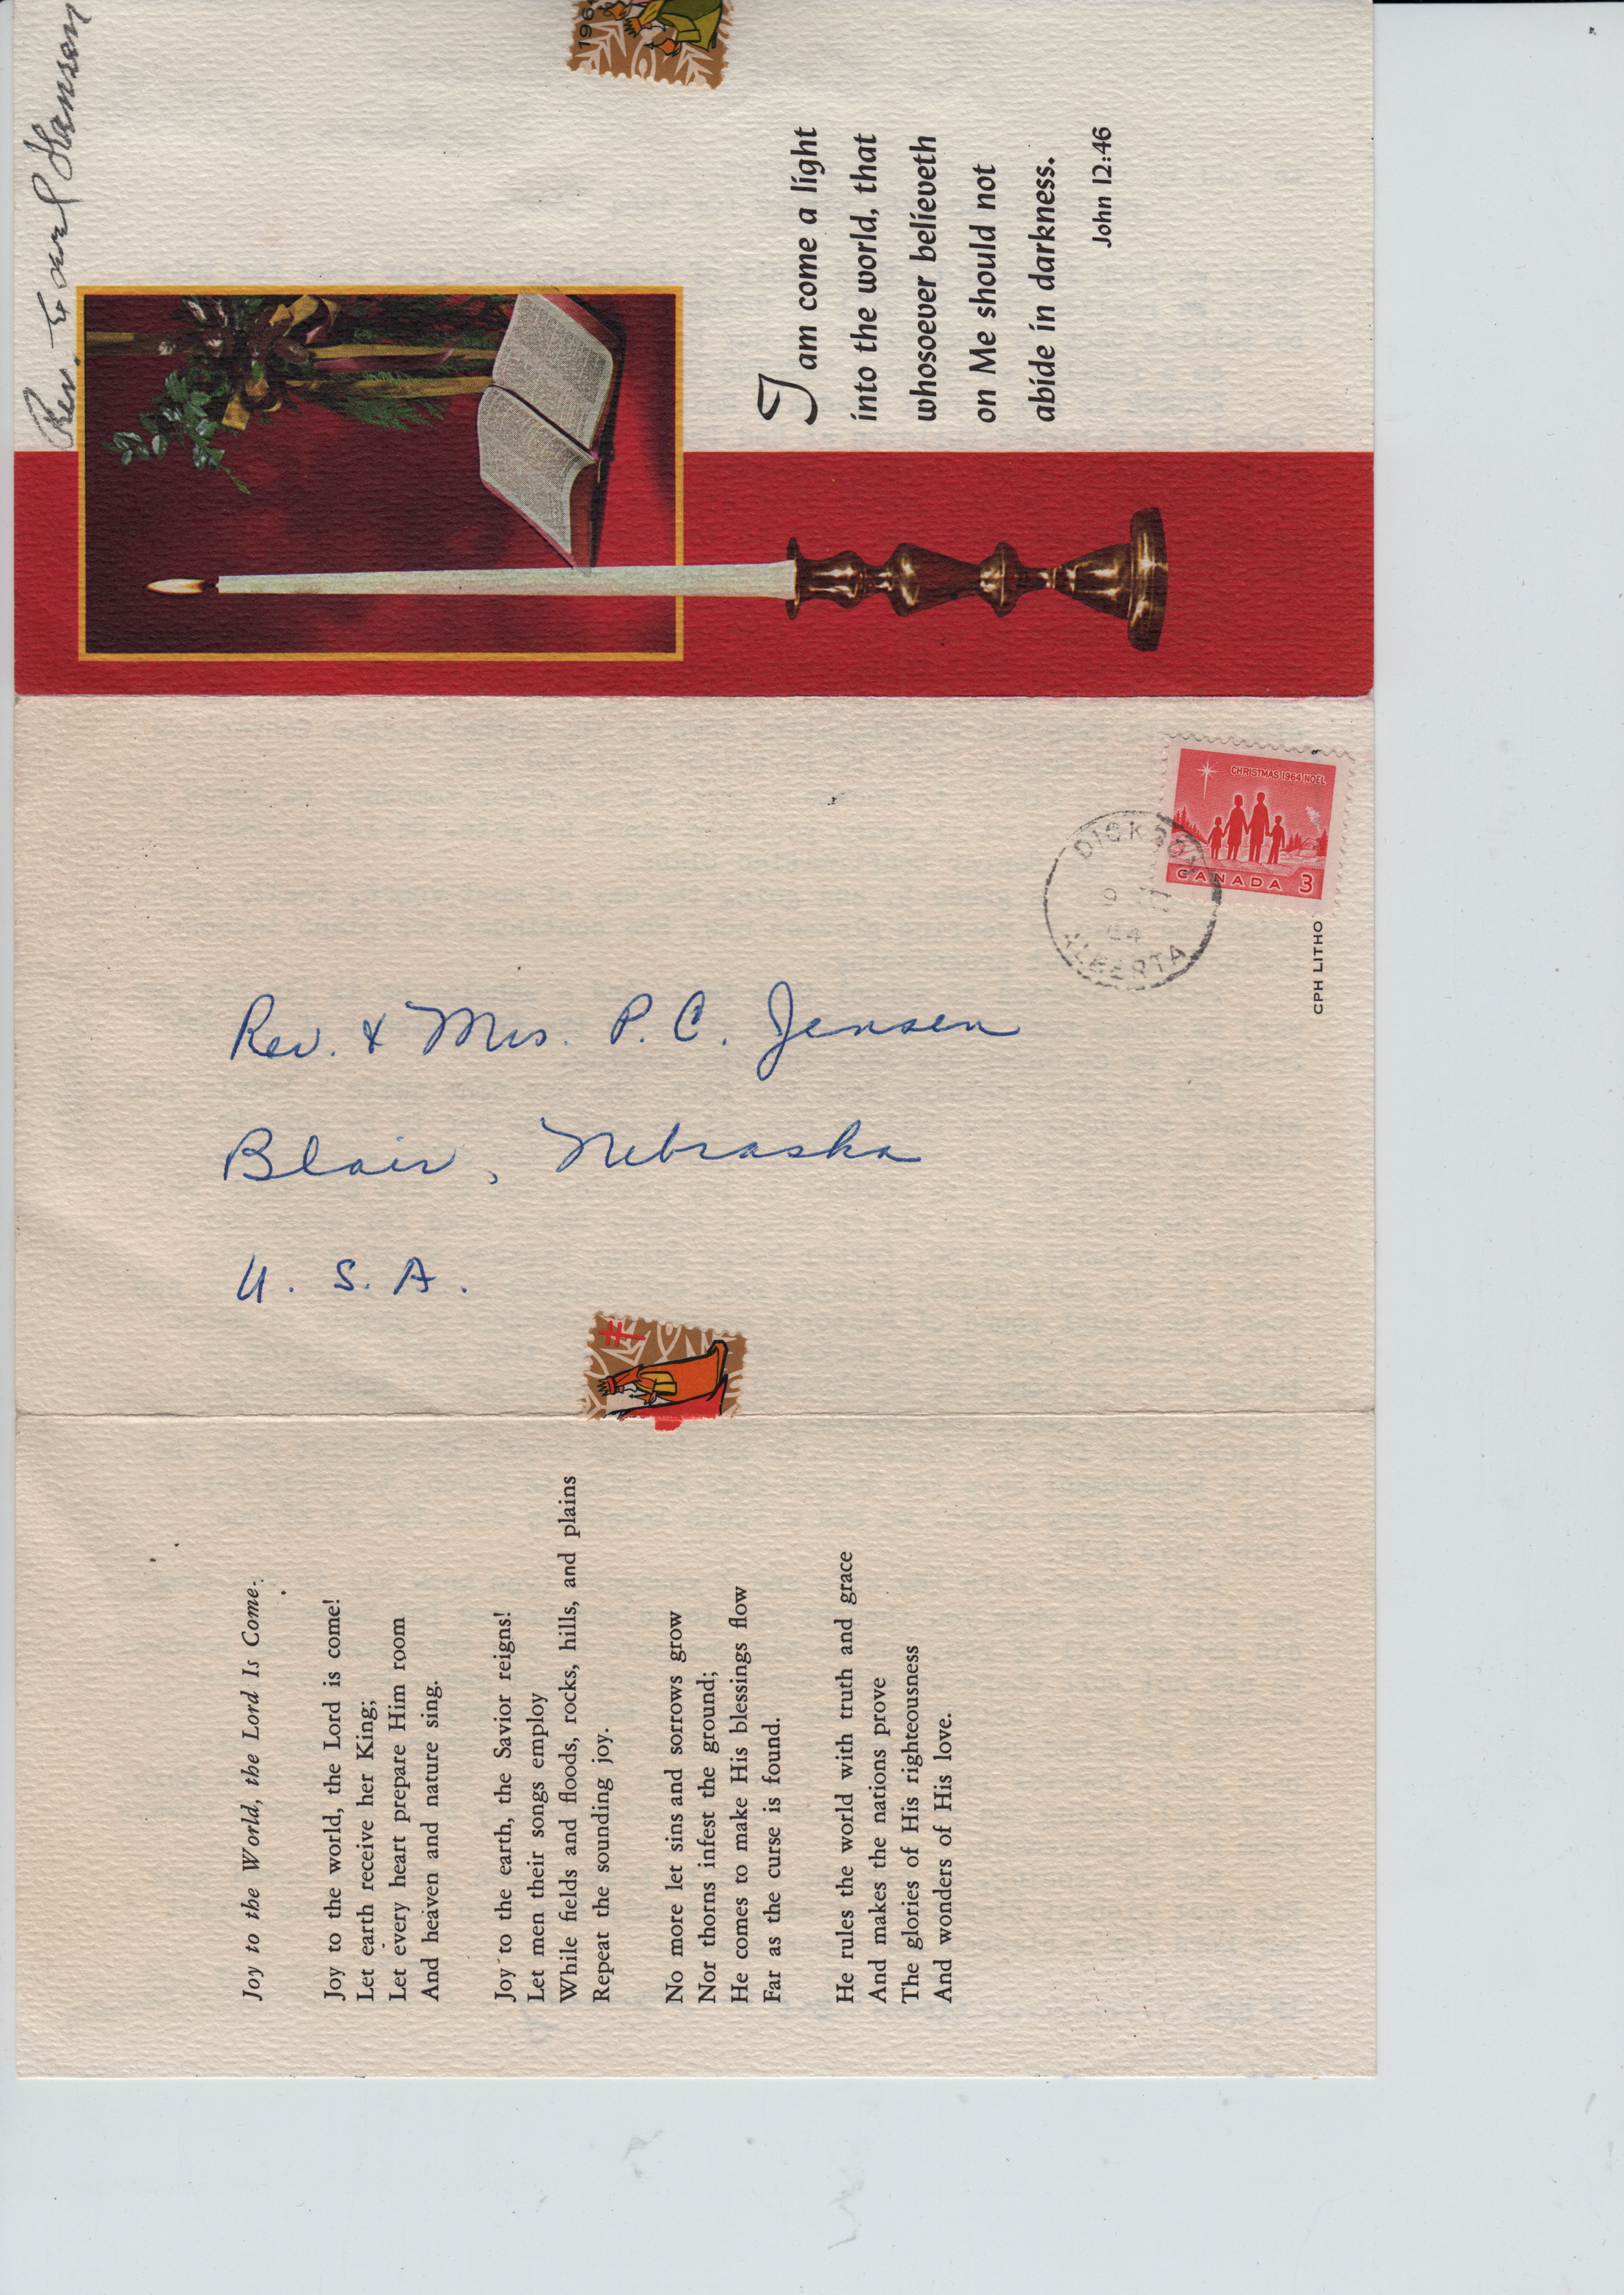 Rev. Earl Hansen
196
I am come a light
into the world, that
whosoever believeth
on Me should not
abide in darkness.
John 12:46
CHRISTMAS 1964 NOEL
CANADA 3
DICKSON
64
ALBERTA
CPH LITHO
Rev. & Mrs. P. C. Jensen
Blair, Nebraska
U. S. A.
Joy to the World, the Lord Is Come.
Joy to the world, the Lord is come!
Let earth receive her King;
Let every heart prepare Him room
And heaven and nature sing.
Joy to the earth, the Savior reigns!
Let men their songs employ
While fields and floods, rocks, hills, and plains
Repeat the sounding joy.
No more let sins and sorrows grow
Nor thorns infest the ground;
He comes to make His blessings flow
Far as the curse is found.
He rules the world with truth and grace
And makes the nations prove
The glories of His righteousness
And wonders of His love.